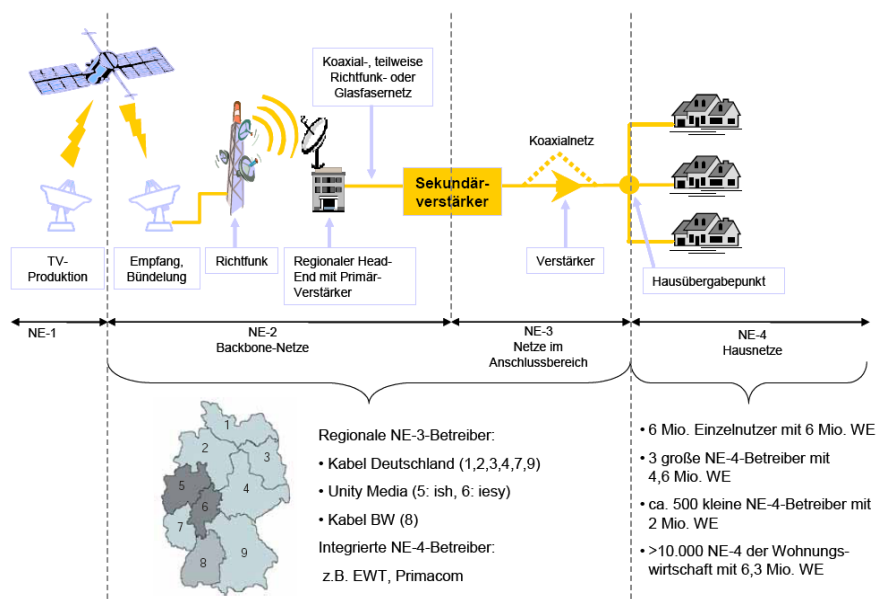 Koaxial-, teilweise
Richtfunk- oder
Glasfasernetz
Koaxialnetz
Sekundär-
verstärker
TV-
Produktion
Empfang,
Bündelung
Richtfunk
Regionaler Head-
End mit Primär-
Verstärker
Verstärker
Hausübergabepunkt
NE-1
NE-2
Backbone-Netze
NE-3
Netze im
Anschlussbereich
NE-4
Hausnetze
1
2
3
4
5
6
7
8
9
Regionale NE-3-Betreiber:
• Kabel Deutschland (1,2,3,4,7,9)
• Unity Media (5: ish, 6: iesy)
• Kabel BW (8)
Integrierte NE-4-Betreiber:
z.B. EWT, Primacom
• 6 Mio. Einzelnutzer mit 6 Mio. WE
• 3 große NE-4-Betreiber mit
4,6 Mio. WE
• ca. 500 kleine NE-4-Betreiber mit
2 Mio. WE
• >10.000 NE-4 der Wohnungs-
wirtschaft mit 6,3 Mio. WE